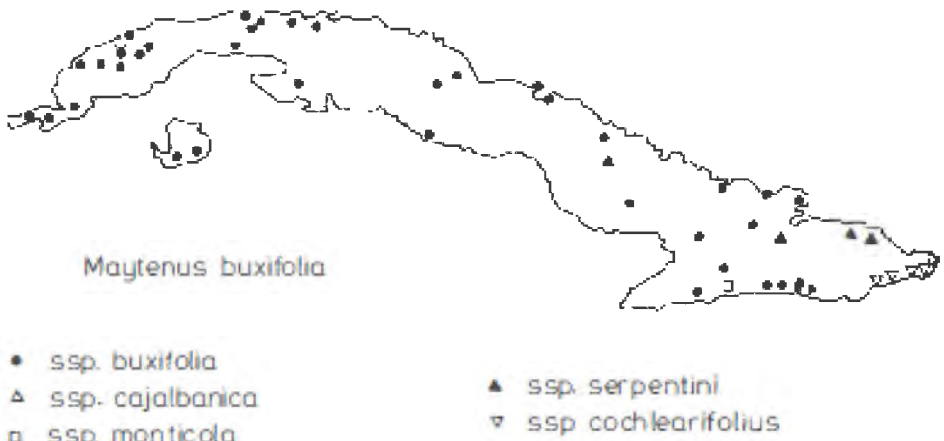 Maytenus buxifolia
ssp. buxifolia
ssp. cajalbanica
ssp. monticola
ssp. serpentini
ssp cochlearifolius